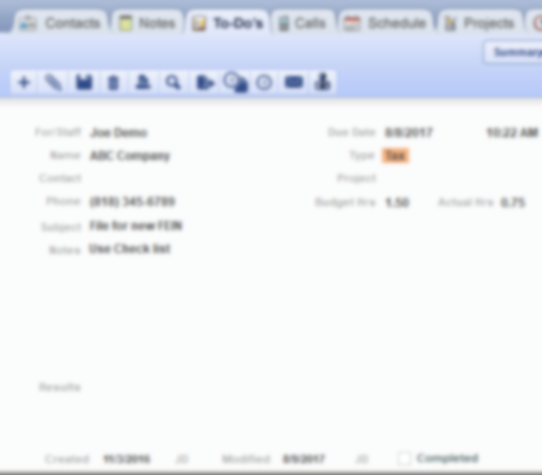 Contacts Notes To-Do's Calls Schedule Projects
Summary
For/Staff Joe Demo Due Date 8/8/2017 10:22 AM
Name ABC Company Type Tax
Contact Project
Phone (818) 345-6789 Budget Hrs 1.50 Actual Hrs 0.75
Subject File for new FEIN
Notes Use Check list
Results
Created 11/3/2016 JD Modified 8/9/2017 JD Completed